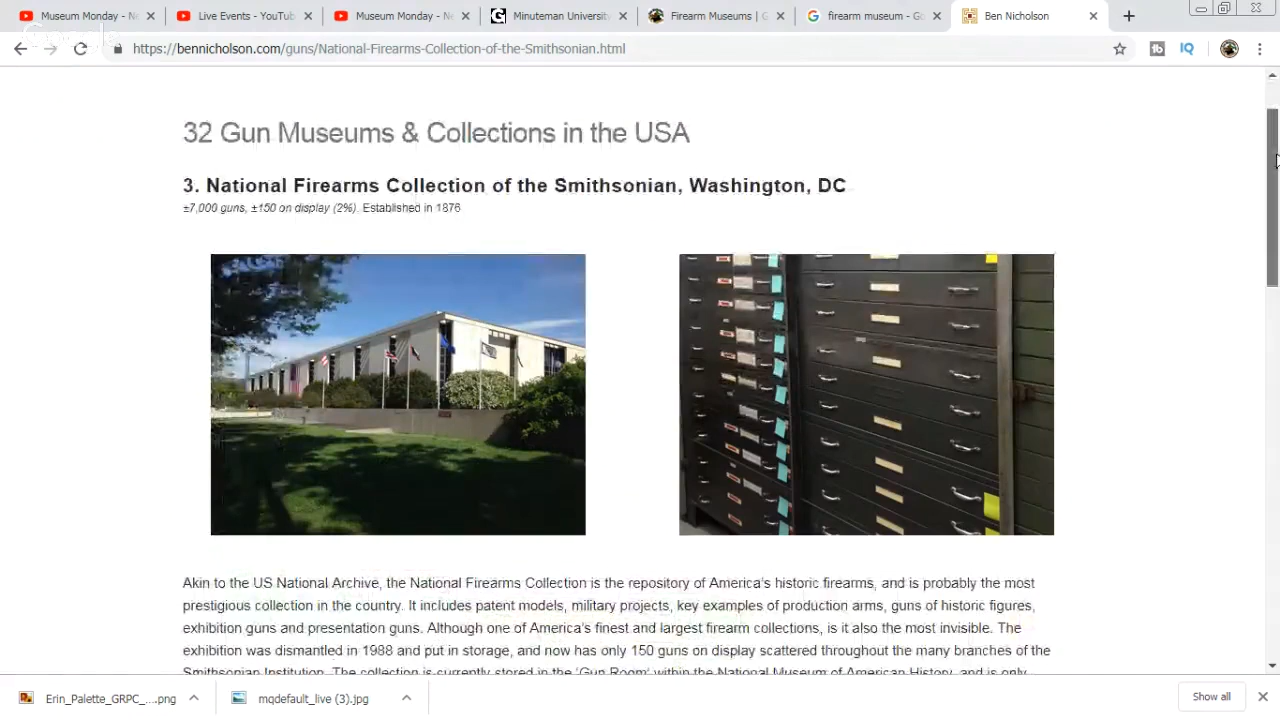 Museum Monday - N
Live Events - YouTub
Museum Monday - N
Minuteman University
Firearm Museums | G
firearm museum - Go
Ben Nicholson
https://bennicholson.com/guns/National-Firearms-Collection-of-the-Smithsonian.html
32 Gun Museums & Collections in the USA
3. National Firearms Collection of the Smithsonian, Washington, DC
±7,000 guns, ±150 on display (2%). Established in 1876
Akin to the US National Archive, the National Firearms Collection is the repository of America's historic firearms, and is probably the most
prestigious collection in the country. It includes patent models, military projects, key examples of production arms, guns of historic figures,
exhibition guns and presentation guns. Although one of America's finest and largest firearm collections, is it also the most invisible. The
exhibition was dismantled in 1988 and put in storage, and now has only 150 guns on display scattered throughout the many branches of the
Smithsonian Institution. The collection is currently stored in the 'Gun Room' within the National Museum of American History, and is only
Erin_Palette_GRPC_....png
mqdefault_live (3).jpg
Show all